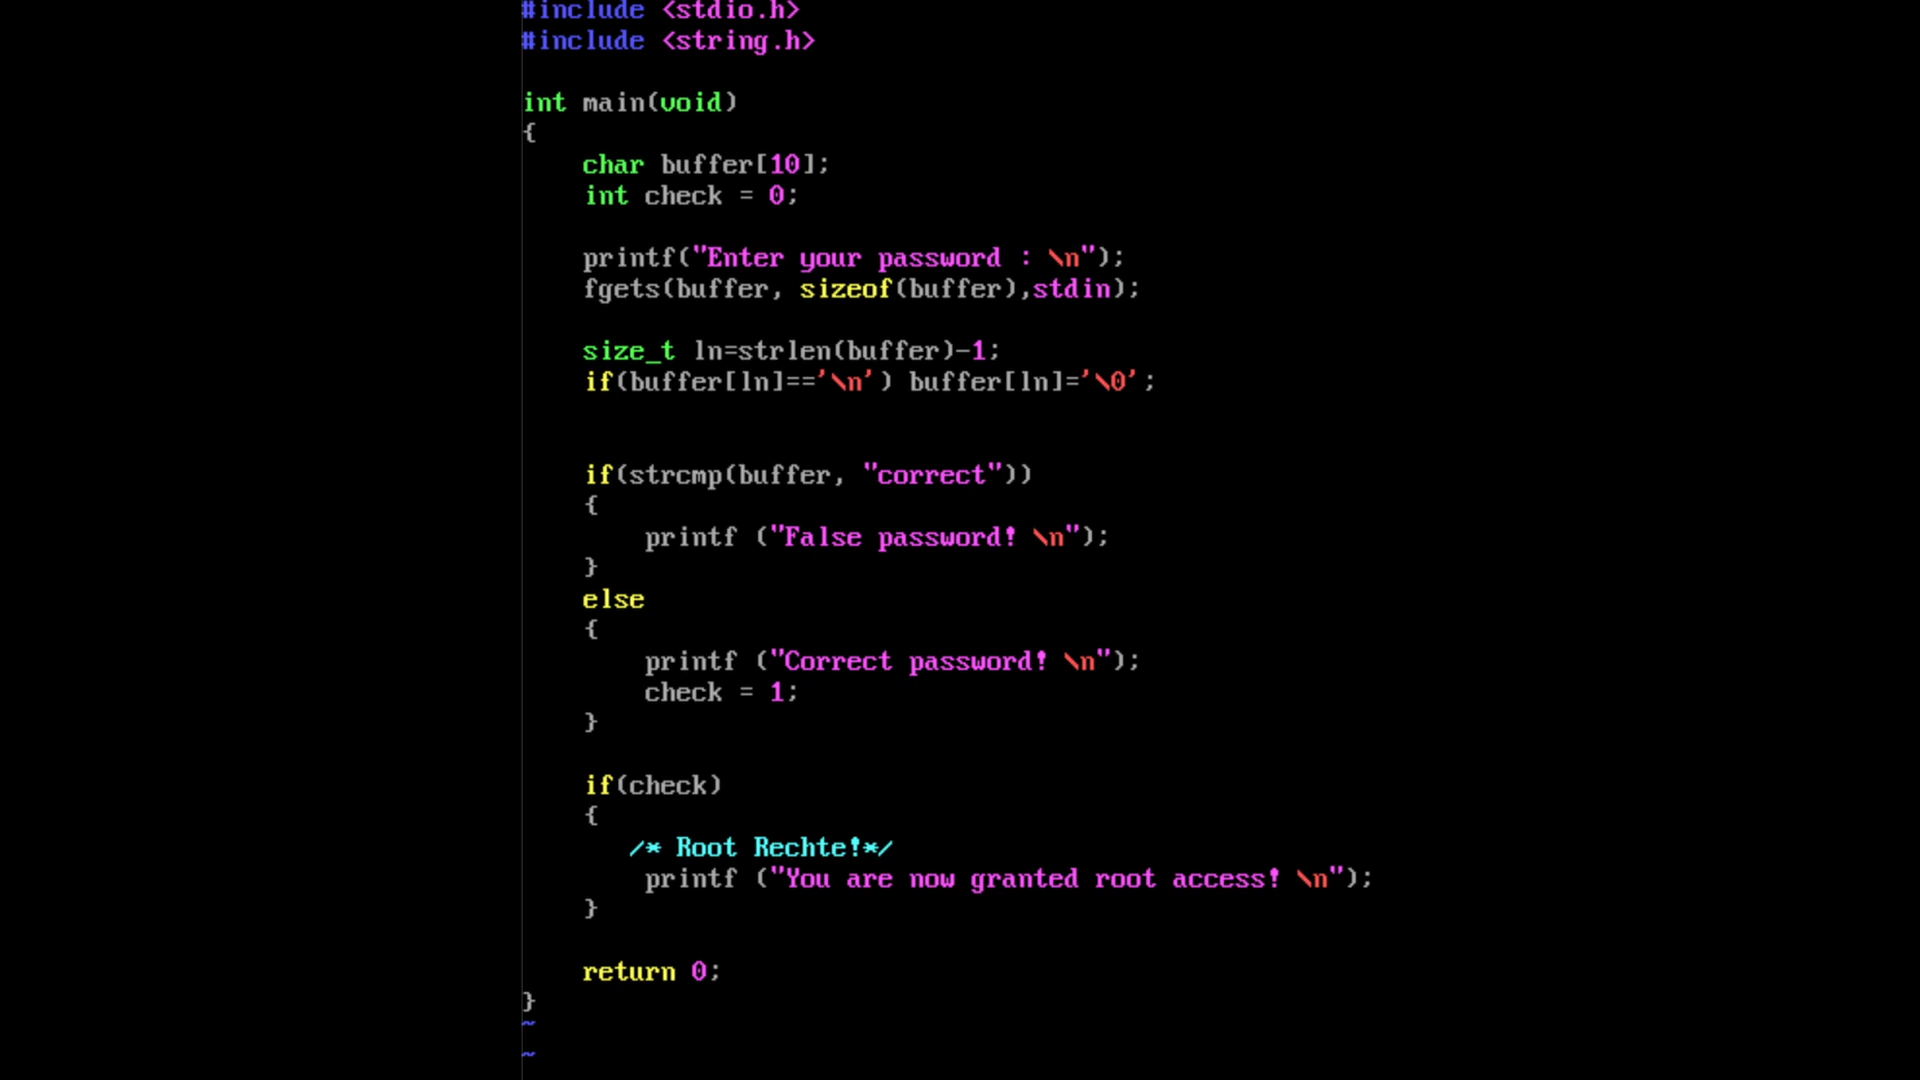 #include <stdio.h>
#include <string.h>
int main(void)
{
char buffer[10];
int check = 0;
printf("Enter your password : \n");
fgets(buffer, sizeof(buffer),stdin);
size_t ln=strlen(buffer)-1;
if(buffer[ln]=='\n') buffer[ln]='\0';
if(strcmp(buffer, "correct"))
{
printf ("False password! \n");
}
else
{
printf ("Correct password! \n");
check = 1;
}
if(check)
{
/* Root Rechte!*/
printf ("You are now granted root access! \n");
}
return 0;
}
~
~